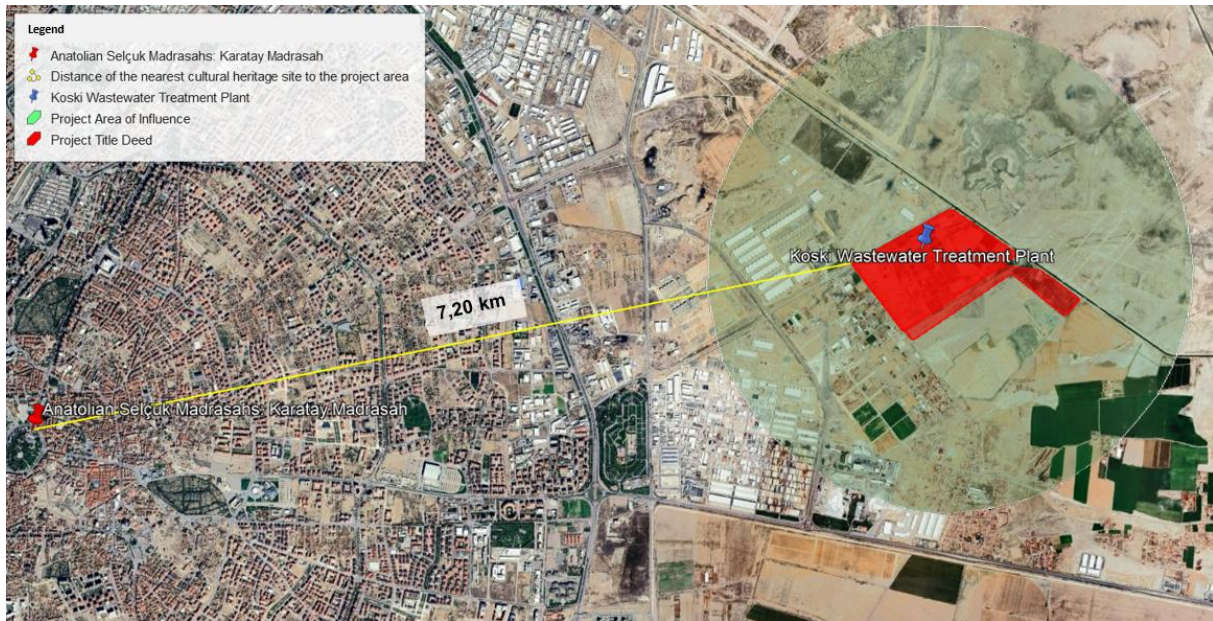 Legend
Anatolian Selçuk Madrasahs: Karatay Madrasah
Distance of the nearest cultural heritage site to the project area
Koski Wastewater Treatment Plant
Project Area of Influence
Project Title Deed
Koski Wastewater Treatment Plant
7,20 km
Anatolian Selçuk Madrasahs: Karatay Madrasah